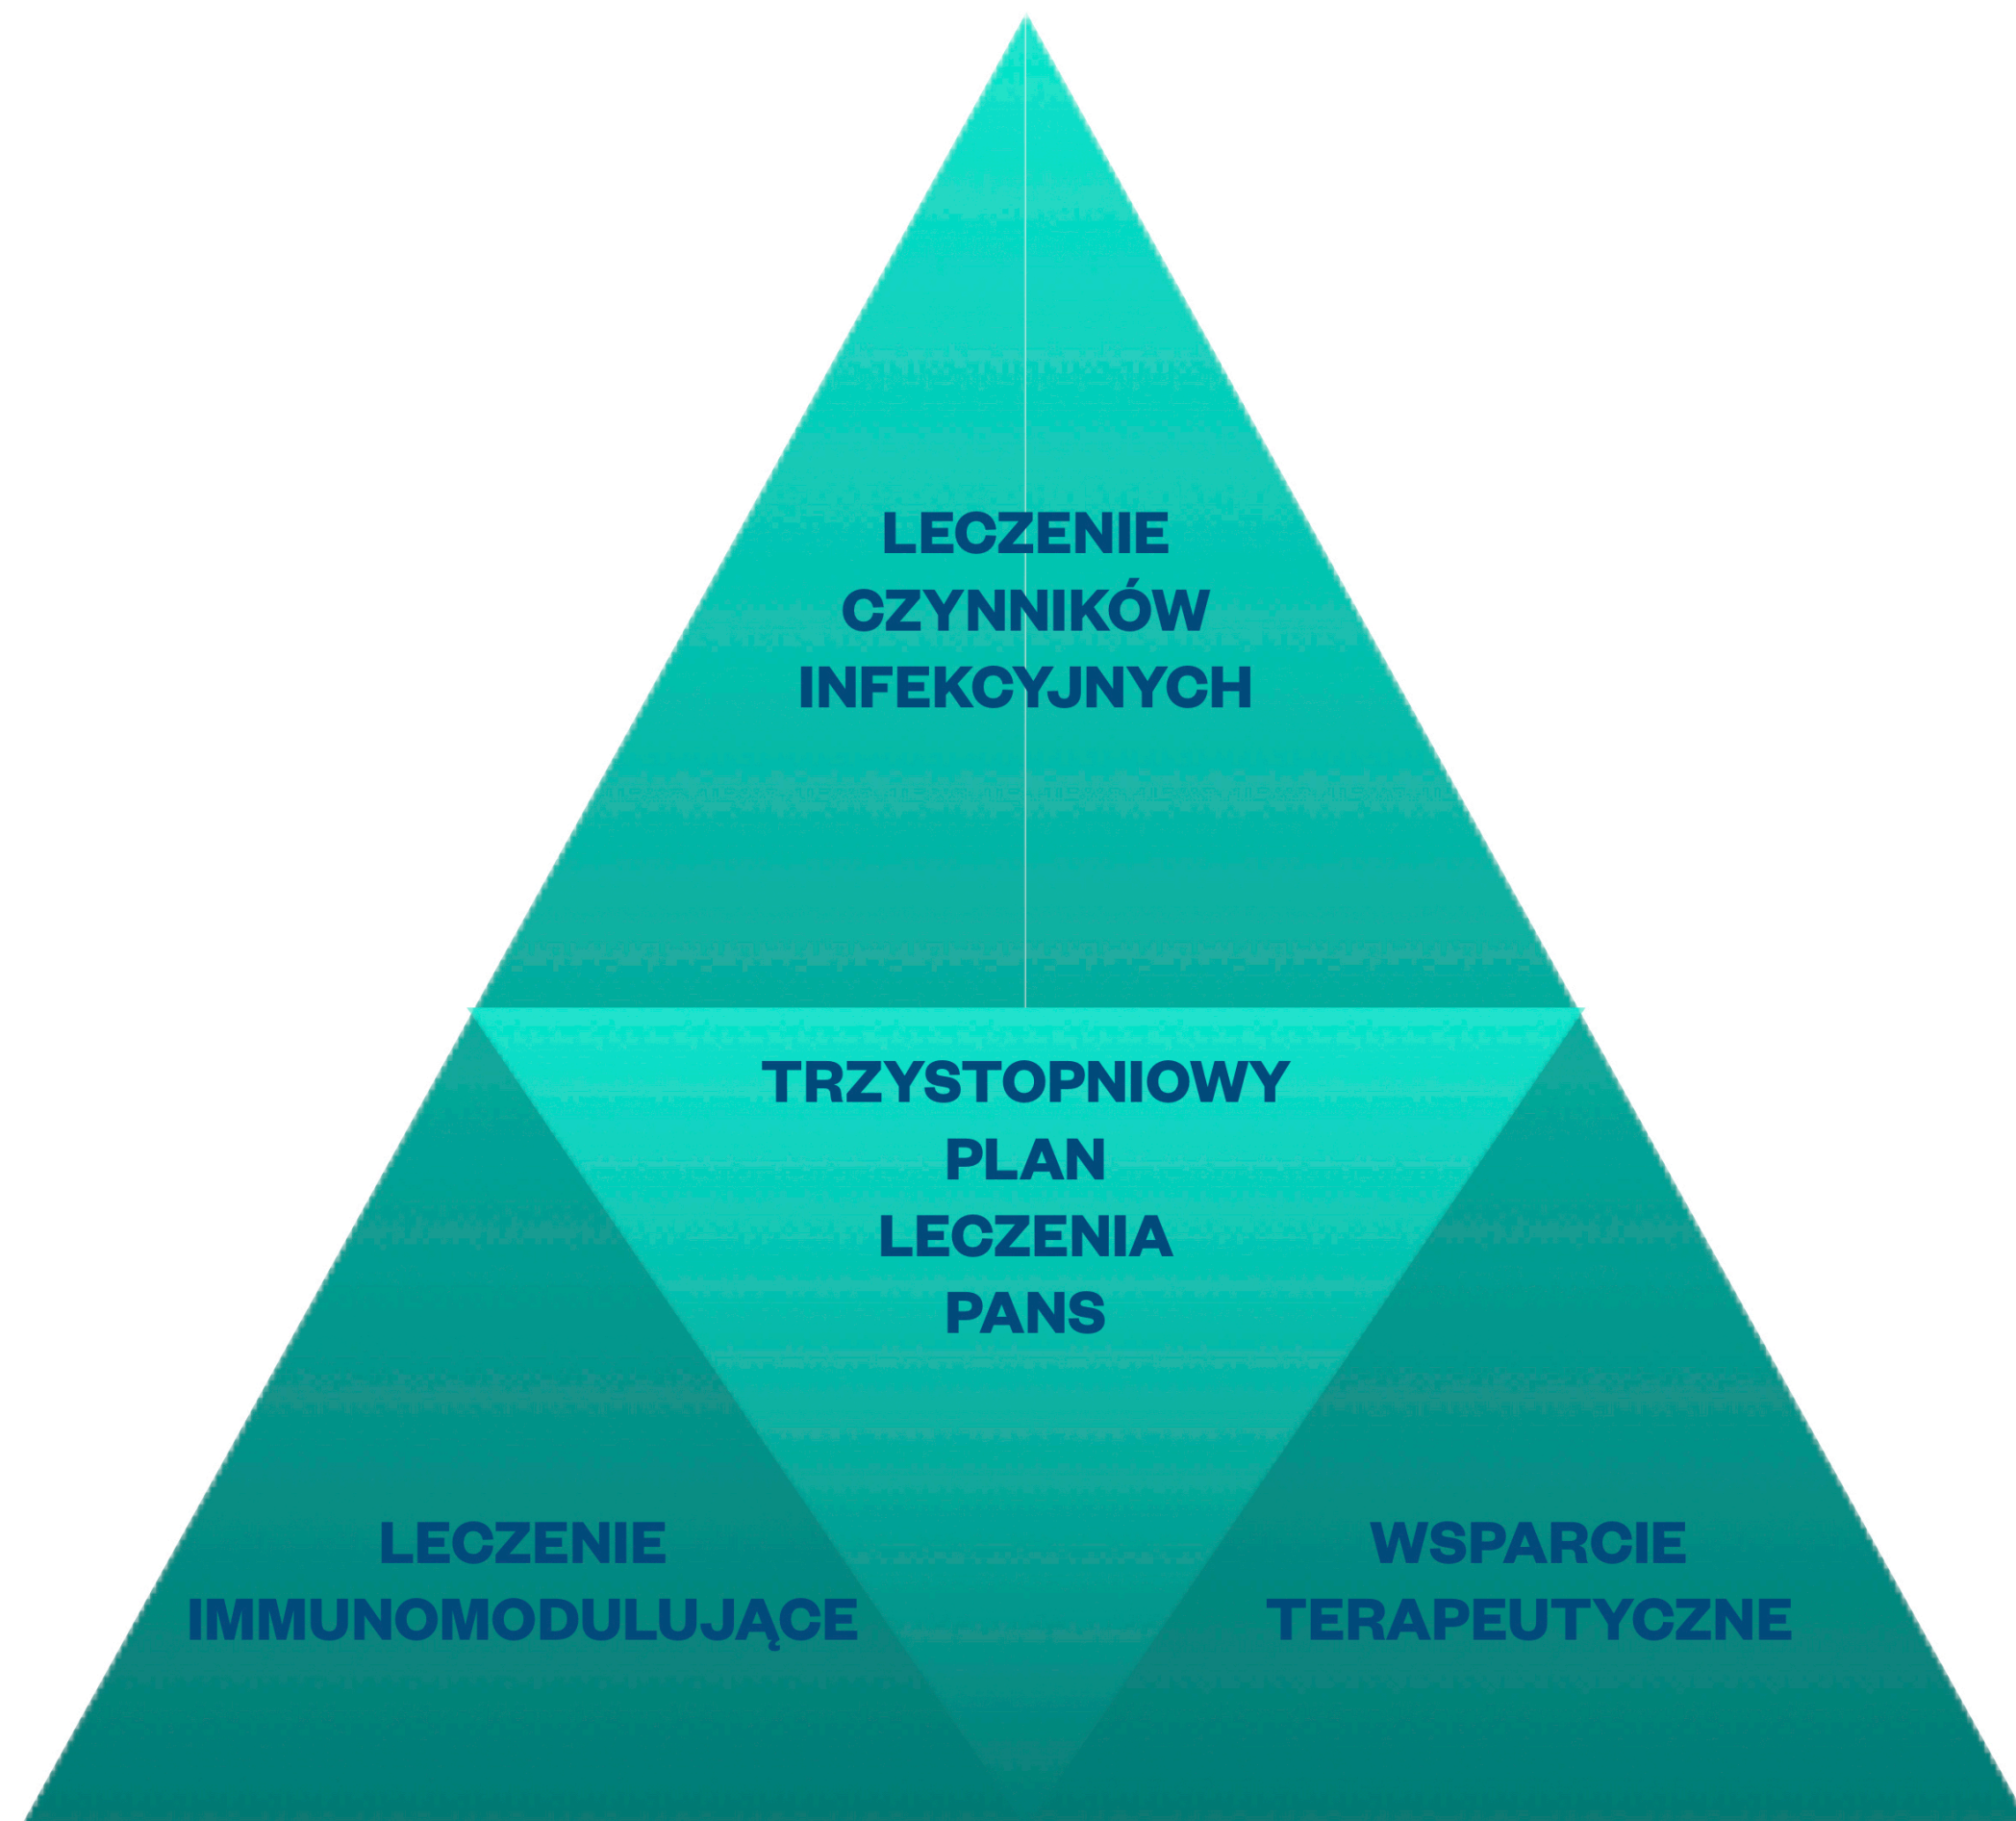 LECZENIE
CZYNNIKÓW
INFEKCYJNYCH
TRZYSTOPNIOWY
PLAN
LECZENIA
PANS
LECZENIE
IMMUNOMODULUJĄCE
WSPARCIE
TERAPEUTYCZNE